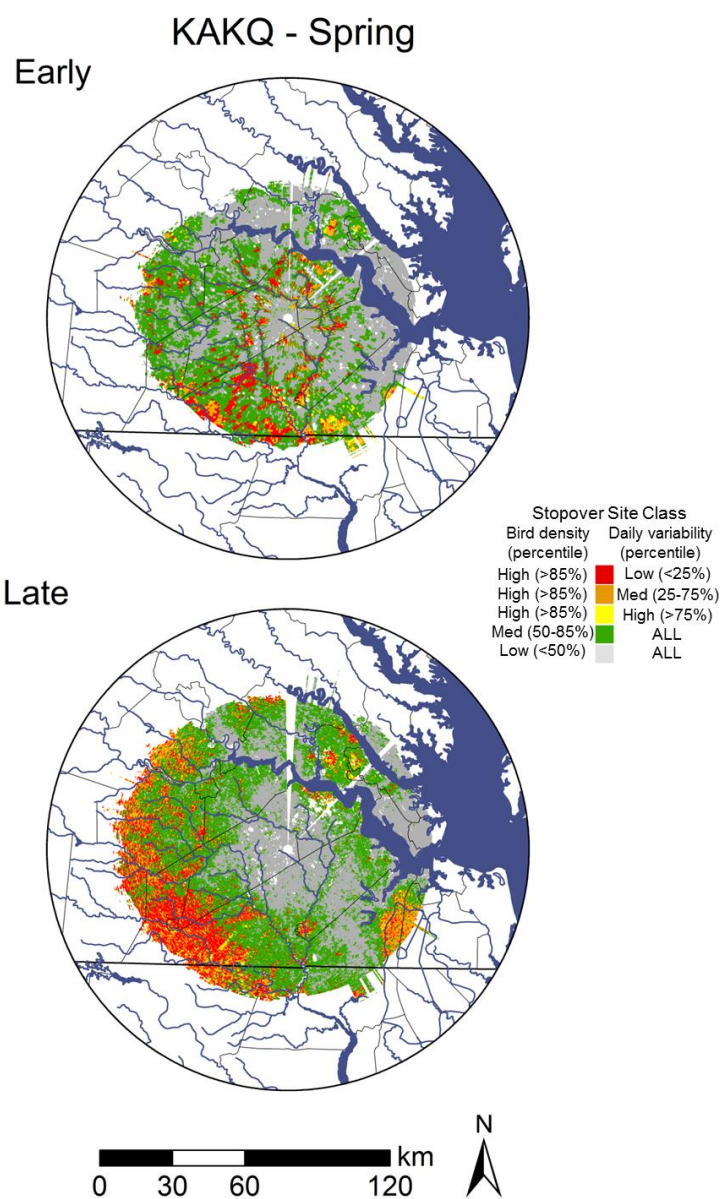 KAKQ - Spring
Early
Stopover Site Class
Bird density Daily variability
(percentile) (percentile)
High (>85%) Low (<25%)
High (>85%) Med (25-75%)
High (>85%) High (>75%)
Med (50-85%) ALL
Low (<50%) ALL
Late
N
km
0 30 60 120